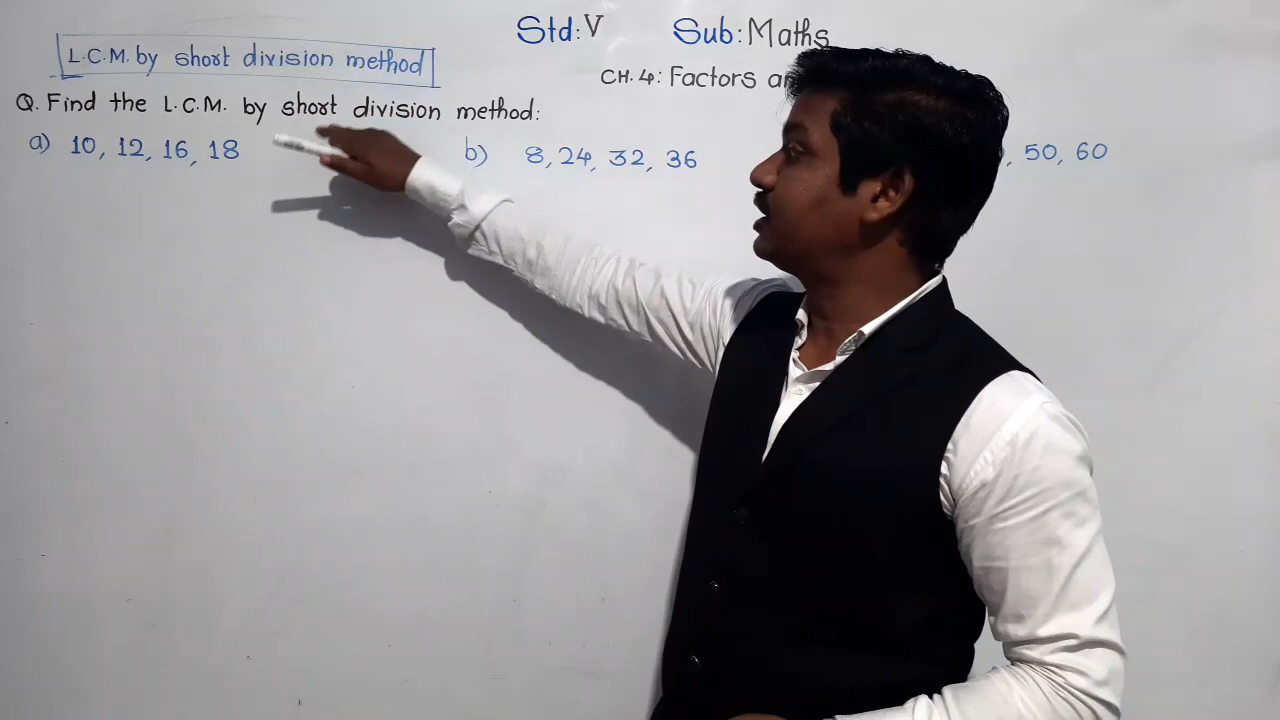 Std: V Sub: Maths
L.C.M. by short division method
CH. 4: Factors
Q. Find the L.C.M. by short division method:
a) 10, 12, 16, 18 b) 8, 24, 32, 36 , 50, 60